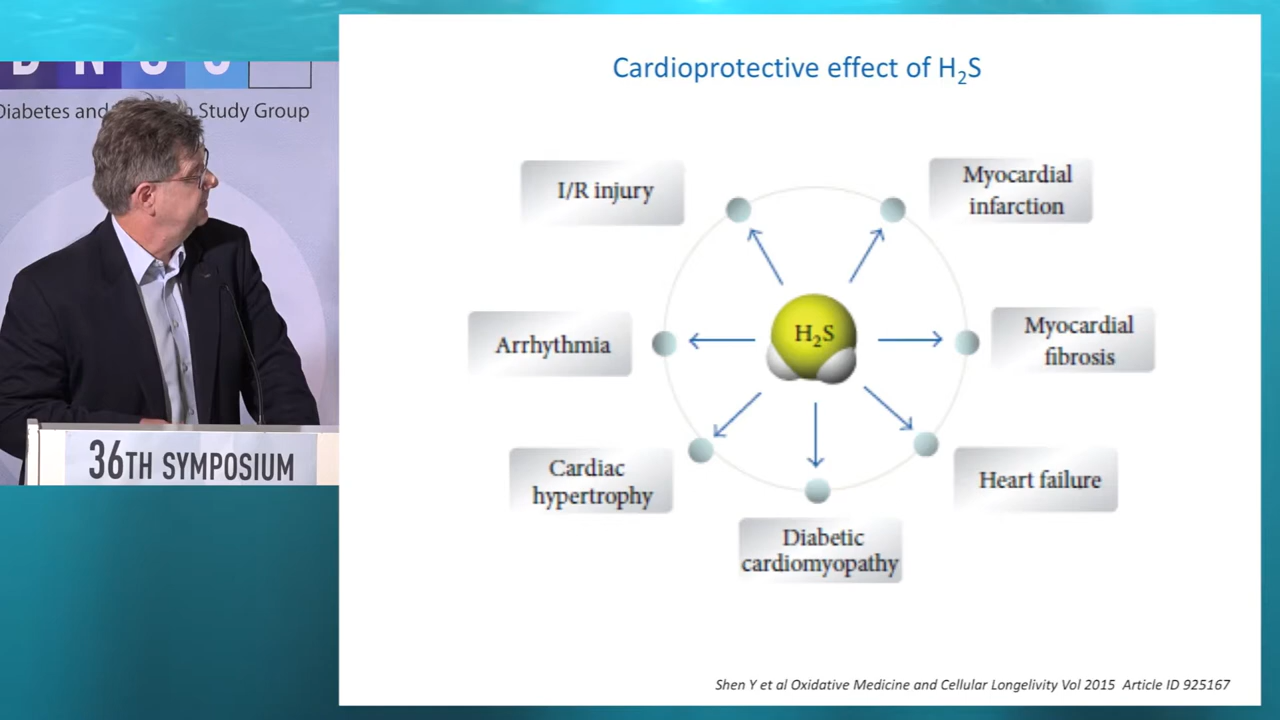 Diabetes and
Study Group
36TH SYMPOSIUM
Cardioprotective effect of H2S
I/R injury
Myocardial
infarction
Arrhythmia
H2S
Myocardial
fibrosis
Cardiac
hypertrophy
Heart failure
Diabetic
cardiomyopathy
Shen Y et al Oxidative Medicine and Cellular Longelivity Vol 2015 Article ID 925167